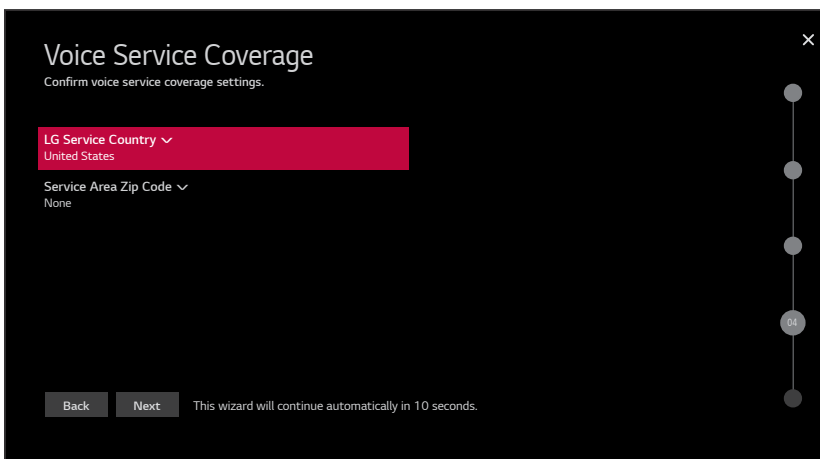 Voice Service Coverage
Confirm voice service coverage settings.
LG Service Country
United States
Service Area Zip Code
None
04
Back
Next
This wizard will continue automatically in 10 seconds.